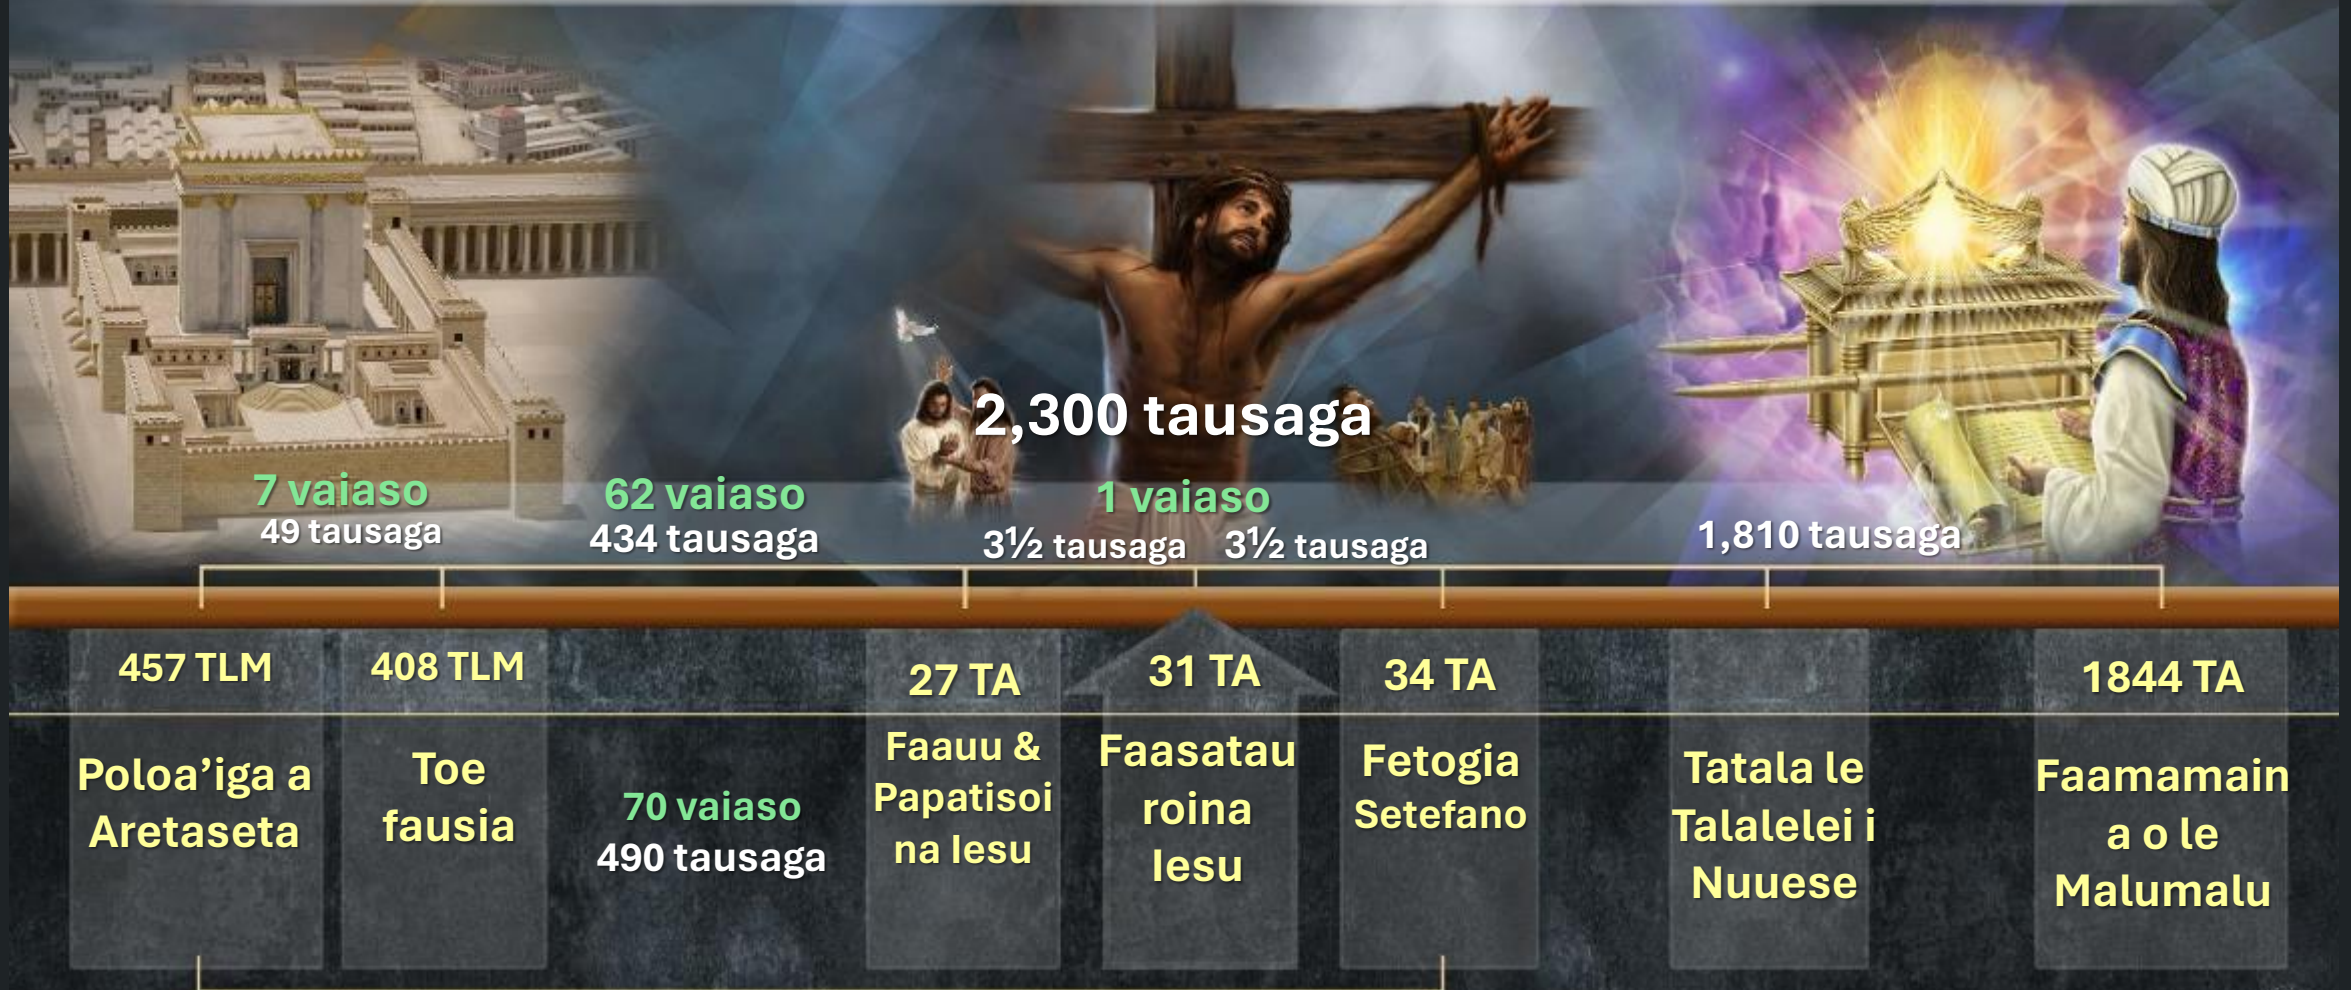 2,300 tausaga
7 vaiaso
49 tausaga
62 vaiaso
434 tausaga
1 vaiaso
3½ tausaga
3½ tausaga
1,810 tausaga
457 TLM
Poloa’iga a
Aretaseta
408 TLM
Toe
fausia
70 vaiaso
490 tausaga
27 TA
Faauu &
Papatisoi
na Iesu
31 TA
Faasatau
roina
Iesu
34 TA
Fetogia
Setefano
Tatala le
Talalelei i
Nuuese
1844 TA
Faamamain
a o le
Malumalu